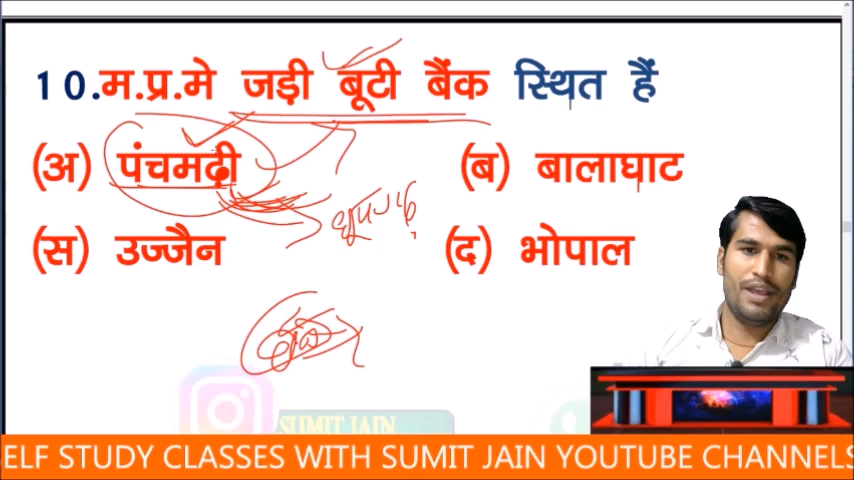 10.म.प्र.मे जड़ी बूटी बैंक स्थित हैं
(अ) पंचमढ़ी (ब) बालाघाट
(स) उज्जैन (द) भोपाल
SUMIT JAIN
ELF STUDY CLASSES WITH SUMIT JAIN YOUTUBE CHANNELS